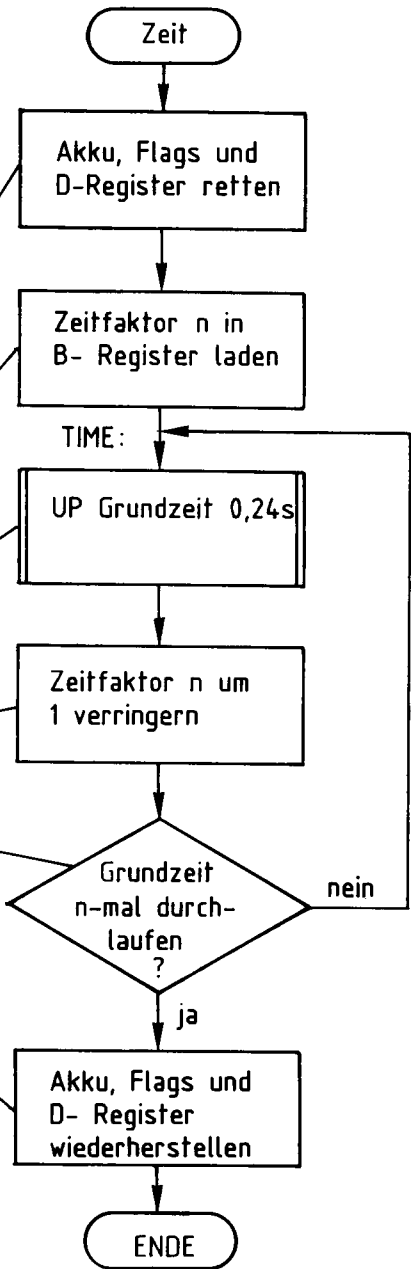 Zeit
Akku, Flags und
D-Register retten
Zeitfaktor n in
B- Register laden
TIME:
UP Grundzeit 0,24s
Zeitfaktor n um
1 verringern
Grundzeit
n-mal durch-
laufen
?
nein
ja
Akku, Flags und
D- Register
wiederherstellen
ENDE